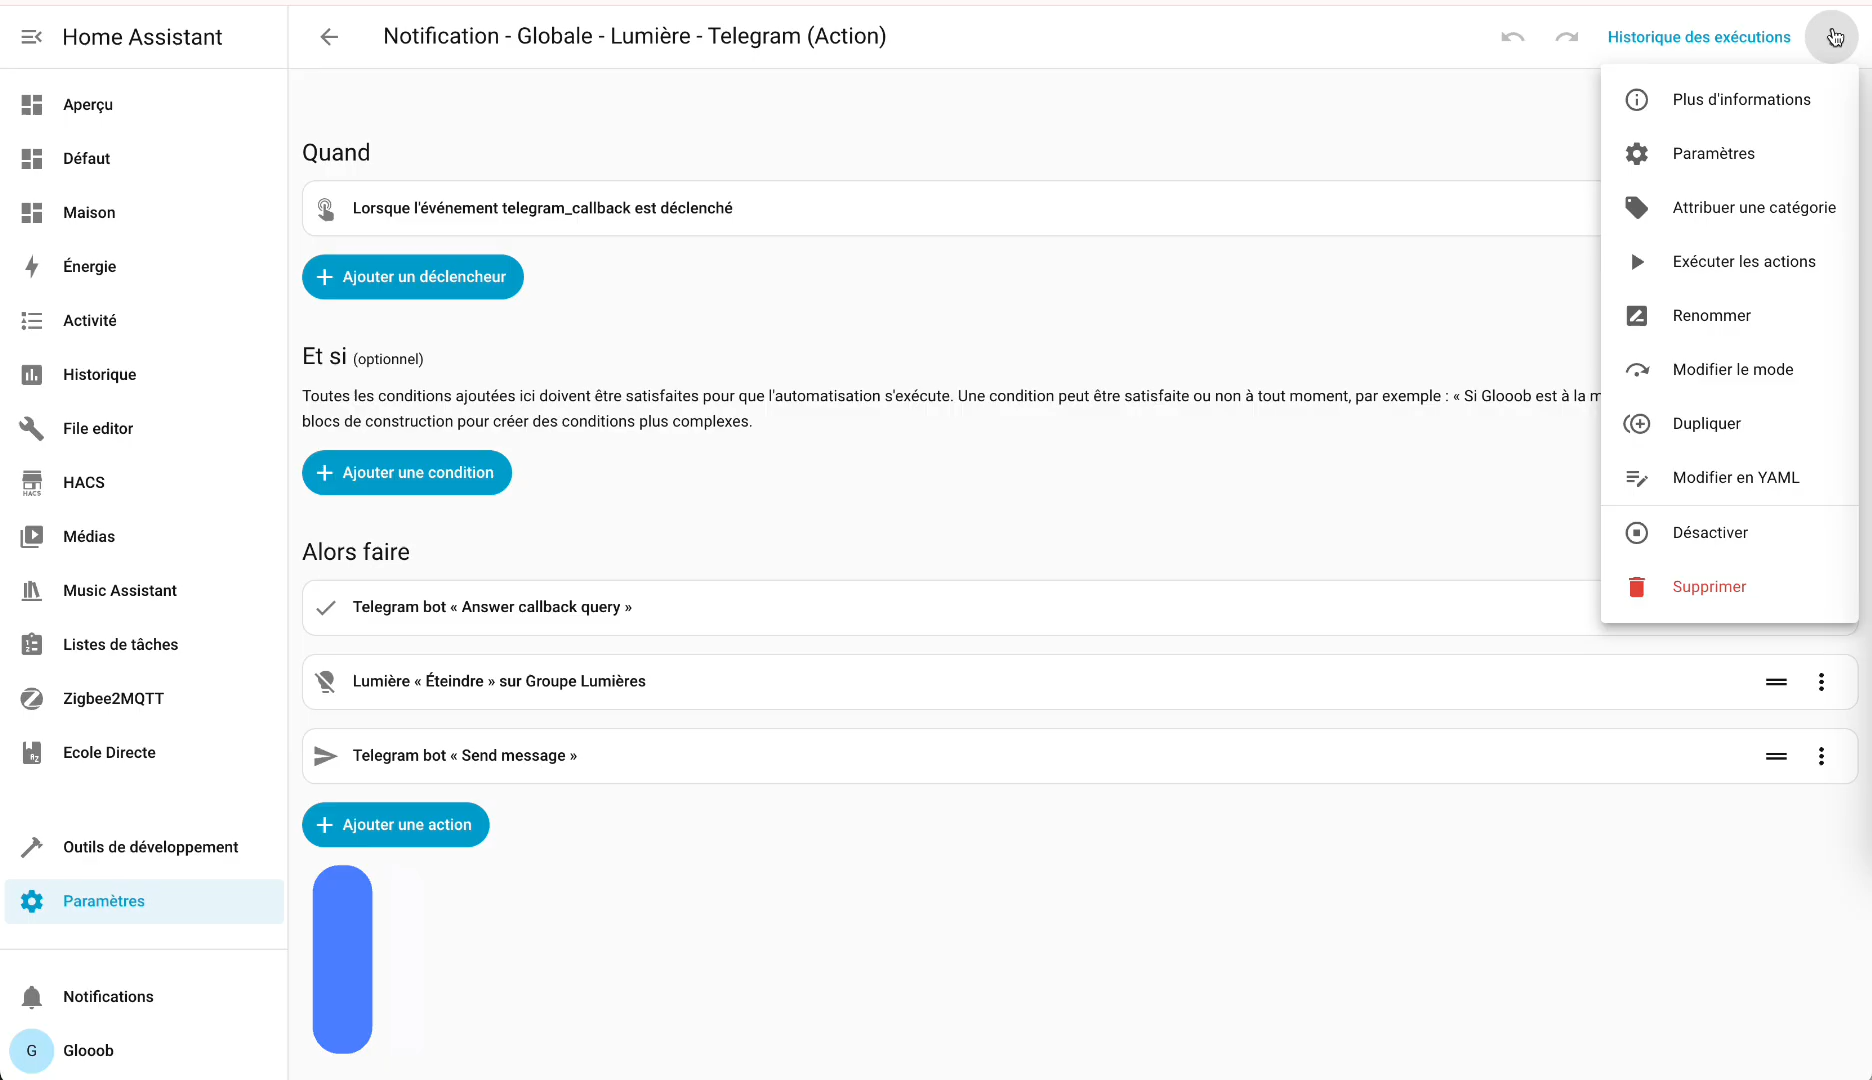 Home Assistant
Notification - Globale - Lumière - Telegram (Action)
Historique des exécutions
Aperçu
Défaut
Maison
Énergie
Activité
Historique
File editor
HACS
HACS
Médias
Music Assistant
Listes de tâches
Zigbee2MQTT
Ecole Directe
Outils de développement
Paramètres
Notifications
G
Glooob
Quand
Lorsque l'événement telegram_callback est déclenché
Ajouter un déclencheur
Et si (optionnel)
Toutes les conditions ajoutées ici doivent être satisfaites pour que l'automatisation s'exécute. Une condition peut être satisfaite ou non à tout moment, par exemple : « Si Glooob est à la m
blocs de construction pour créer des conditions plus complexes.
Ajouter une condition
Alors faire
Telegram bot « Answer callback query »
Lumière « Éteindre » sur Groupe Lumières
Telegram bot « Send message »
Ajouter une action
Plus d'informations
Paramètres
Attribuer une catégorie
Exécuter les actions
Renommer
Modifier le mode
Dupliquer
Modifier en YAML
Désactiver
Supprimer